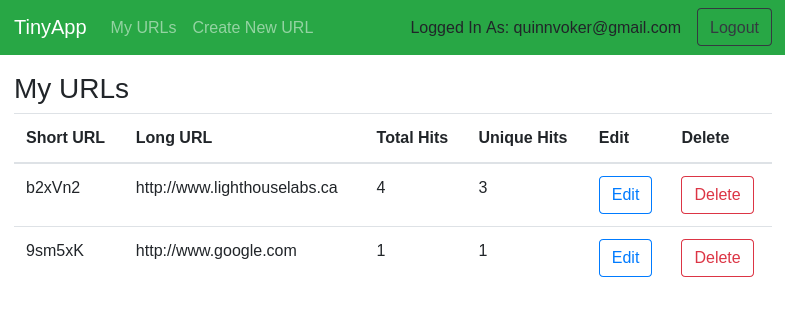 TinyApp My URLs Create New URL Logged In As: quinnvoker@gmail.com Logout
My URLs
Short URL Long URL Total Hits Unique Hits Edit Delete
b2xVn2 http://www.lighthouselabs.ca 4 3 Edit Delete
9sm5xK http://www.google.com 1 1 Edit Delete